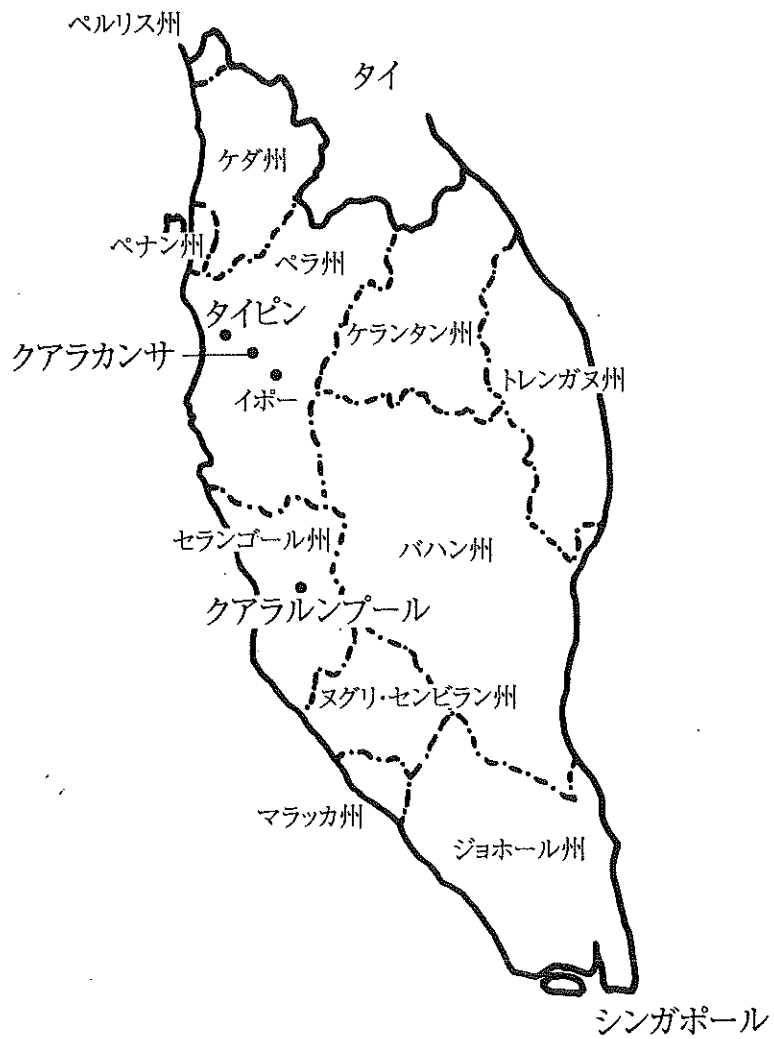 ペルリス州
タイ
ケダ州
ペナン州
ペラ州
タイピン
ケランタン州
クアラカンサ
トレンガヌ州
イポー
セランゴール州
バハン州
クアラルンプール
ヌグリ・センビラン州
マラッカ州
ジョホール州
シンガポール